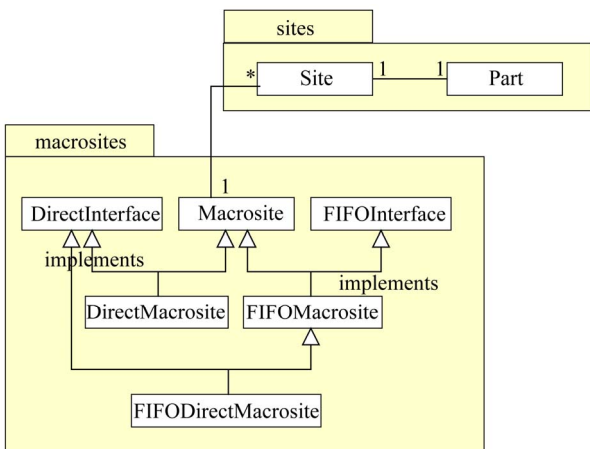 sites
* Site 1 1 Part
macrosites
1
DirectInterface Macrosite FIFOInterface
implements
implements
DirectMacrosite FIFOMacrosite
FIFODirectMacrosite